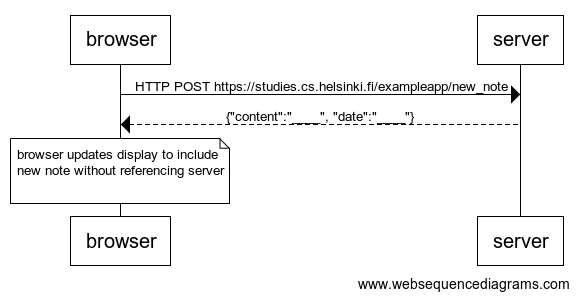 browser
server
HTTP POST https://studies.cs.helsinki.fi/exampleapp/new_note
{"content":"____", "date":"____"}
browser updates display to include
new note without referencing server
browser
server
www.websequencediagrams.com